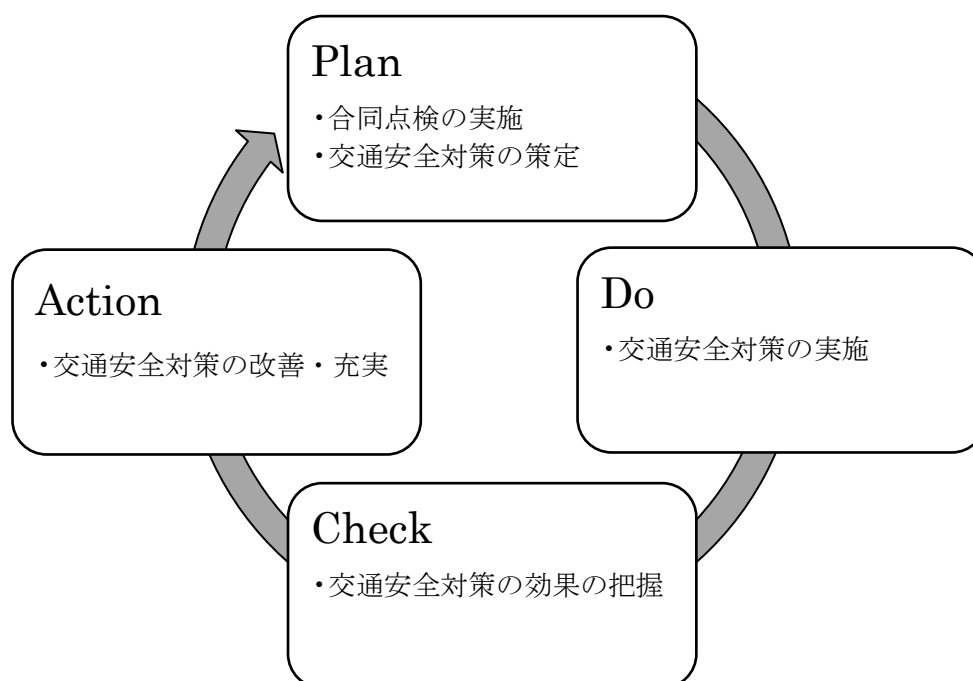 Plan
・合同点検の実施
・交通安全対策の策定
Do
・交通安全対策の実施
Check
・交通安全対策の効果の把握
Action
・交通安全対策の改善・充実